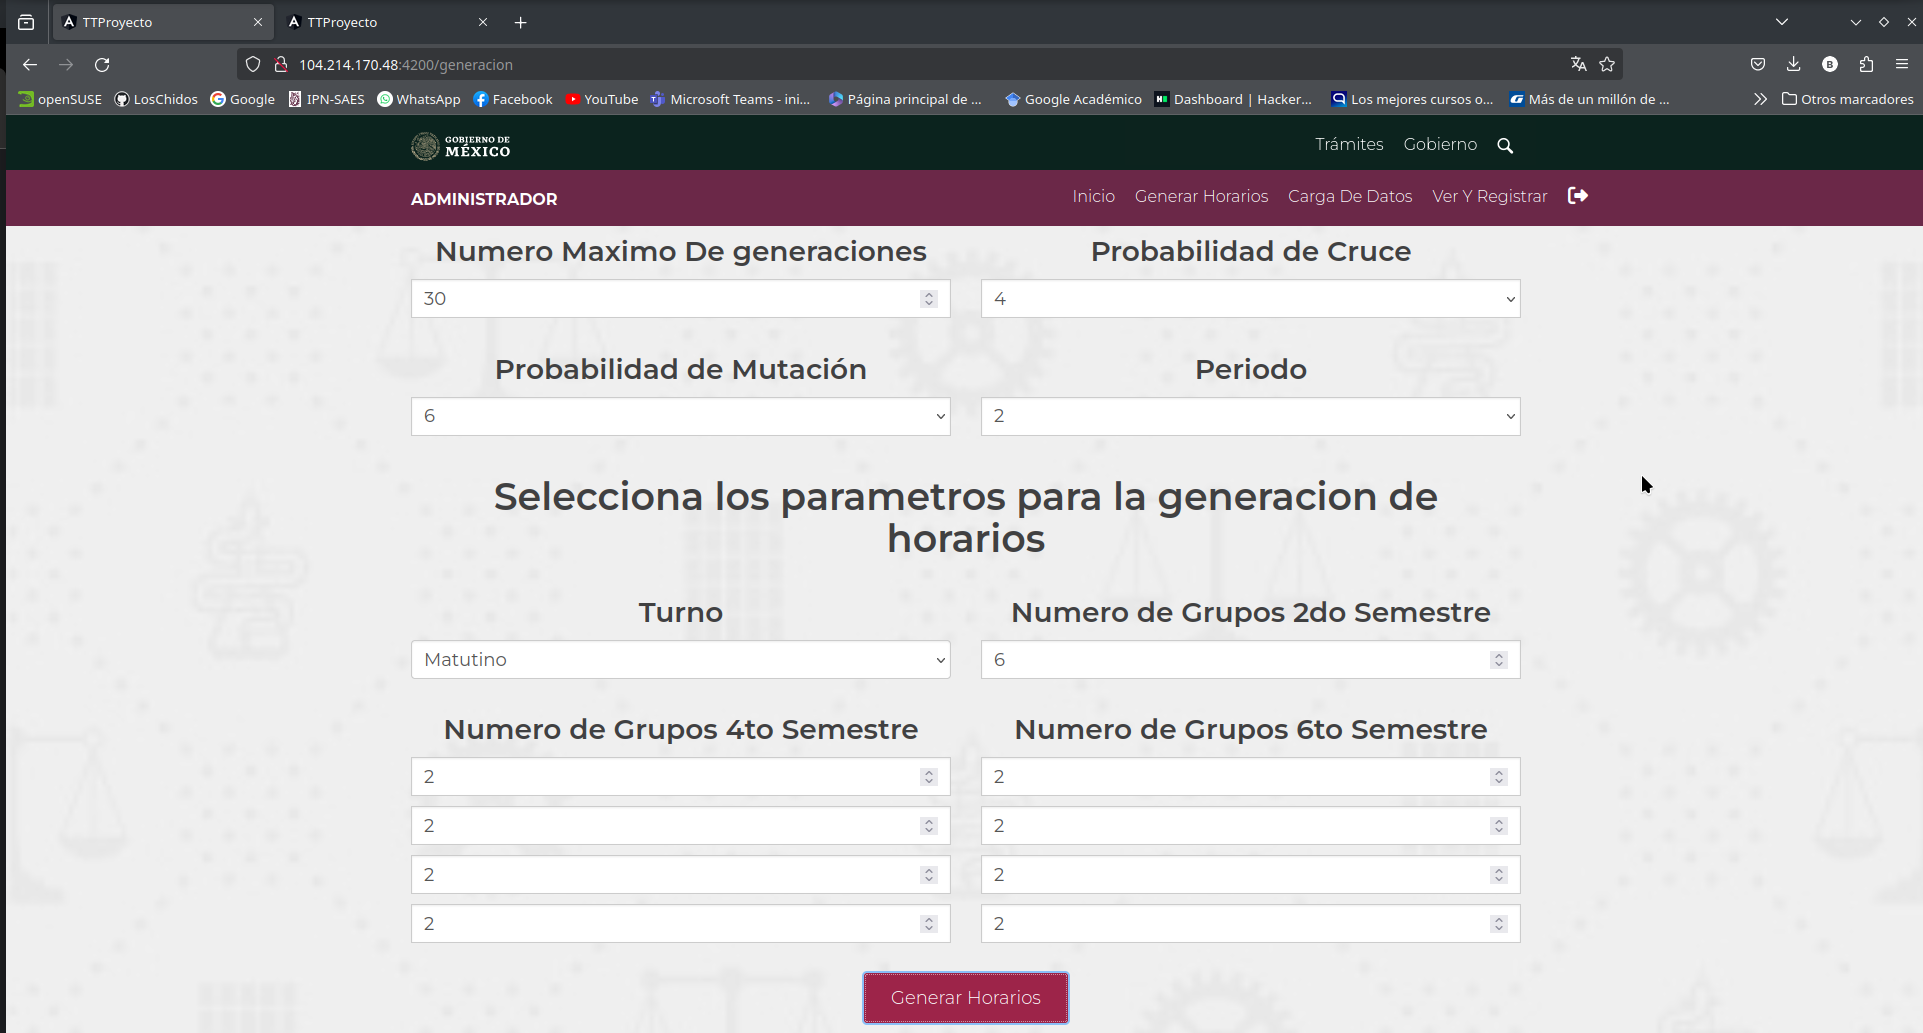 TTProyecto
TTProyecto
104.214.170.48:4200/generacion
openSUSE LosChidos Google IPN-SAES WhatsApp Facebook YouTube Microsoft Teams - ini... Página principal de ... Google Académico Dashboard | Hacker... Los mejores cursos o... Más de un millón de ... Otros marcadores
GOBIERNO DE
MÉXICO
Trámites Gobierno
ADMINISTRADOR
Inicio Generar Horarios Carga De Datos Ver Y Registrar
Numero Maximo De generaciones
30
Probabilidad de Cruce
4
Probabilidad de Mutación
6
Periodo
2
Selecciona los parametros para la generacion de
horarios
Turno
Matutino
Numero de Grupos 2do Semestre
6
Numero de Grupos 4to Semestre
2
2
2
2
Numero de Grupos 6to Semestre
2
2
2
2
Generar Horarios